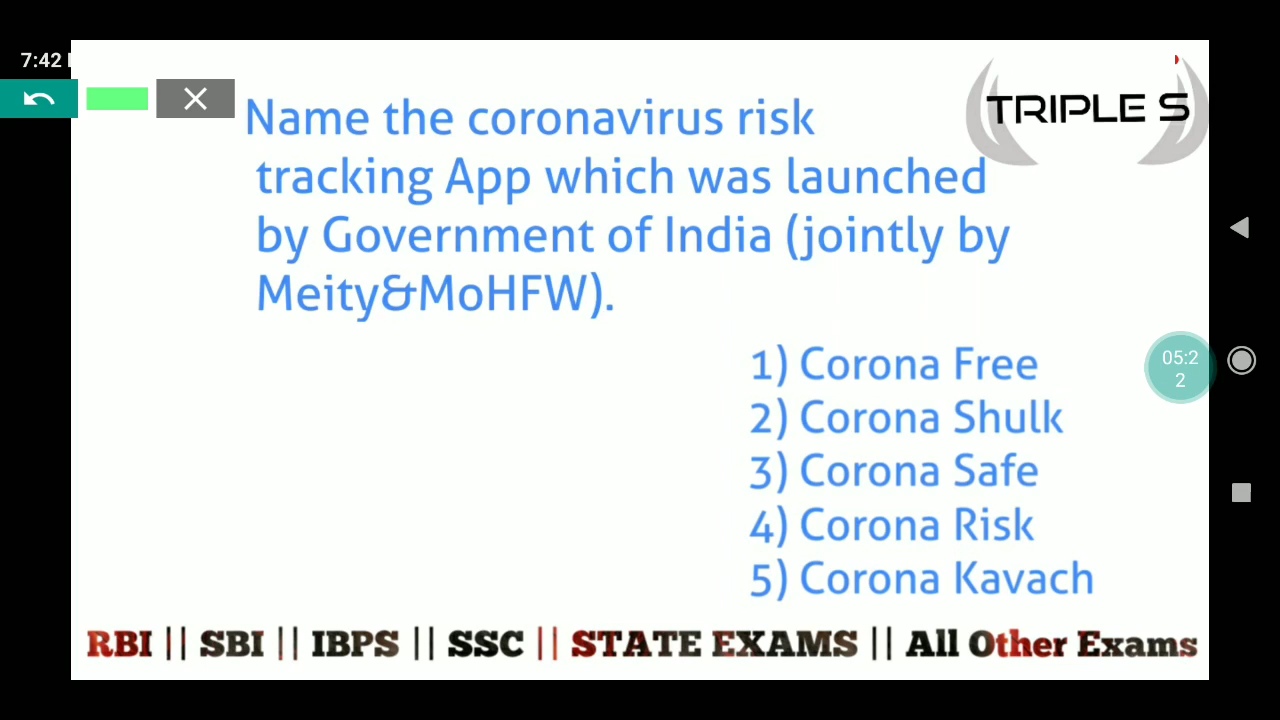 7:42
TRIPLE S
Name the coronavirus risk
tracking App which was launched
by Government of India (jointly by
Meity&MoHFW).
1) Corona Free
2) Corona Shulk
3) Corona Safe
4) Corona Risk
5) Corona Kavach
05:2
2
RBI || SBI || IBPS || SSC || STATE EXAMS || All Other Exams